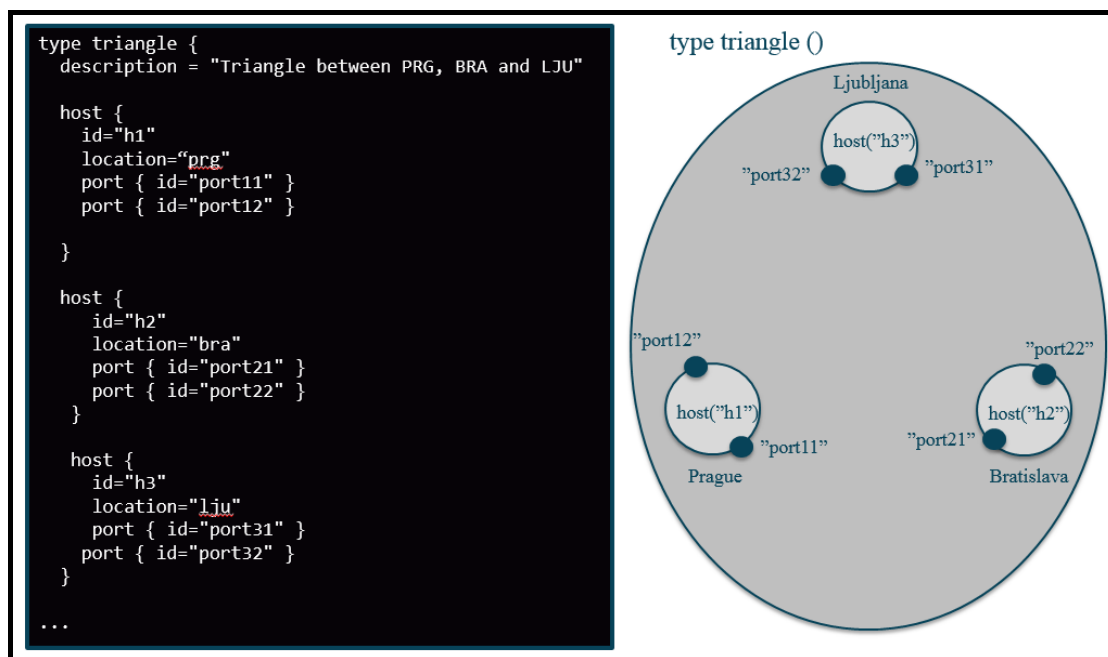 type triangle {
description = "Triangle between PRG, BRA and LJU"
host {
id="h1"
location=“prg"
port { id="port11" }
port { id="port12" }
}
host {
id="h2"
location="bra"
port { id="port21" }
port { id="port22" }
}
host {
id="h3"
location="lju"
port { id="port31" }
port { id="port32" }
}
...
type triangle ()
Ljubljana
host(”h3”)
”port32”
”port31”
”port12”
host(”h1”)
”port11”
Prague
”port22”
host(”h2”)
”port21”
Bratislava